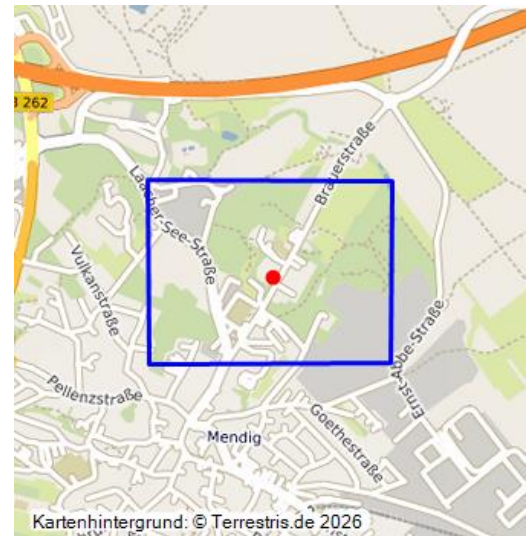 B 262
Brauerstraße
Laacher-See-Straße
Vulkanstraße
Ernst-Abbe-Straße
Pellenzstraße
Goethestraße
Mendig
Kartenhintergrund: © Terrestris.de 2026